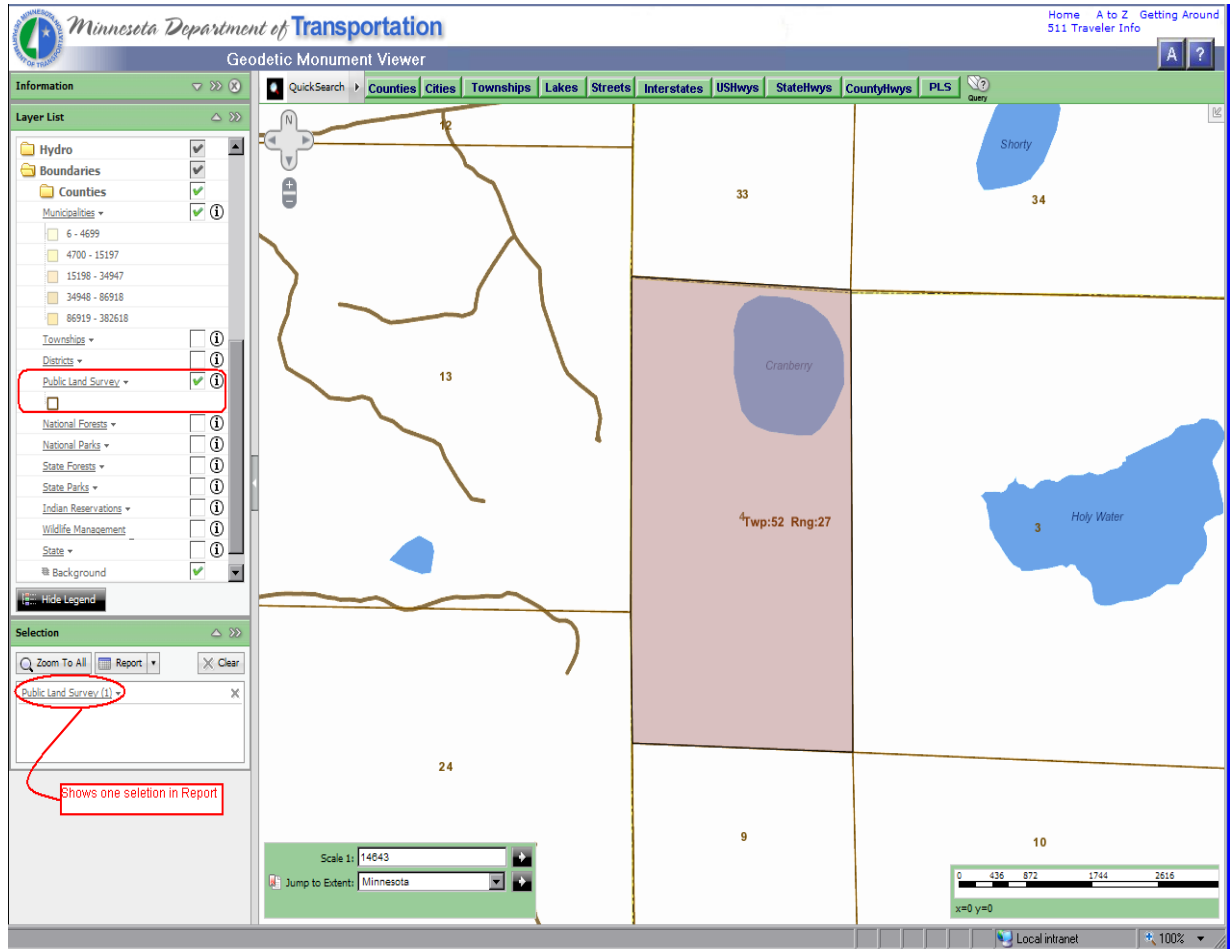 Minnesota Department of Transportation
Home A to Z Getting Around
511 Traveler Info
Geodetic Monument Viewer
A ?
Information
QuickSearch
Counties
Cities
Townships
Lakes
Streets
Interstates
USHwys
StateHwys
CountyHwys
PLS
Query
Layer List
Hydro
Boundaries
Counties
Municipalities
6 - 4699
4700 - 15197
15198 - 34947
34948 - 86918
86919 - 382618
Townships
Districts
Public Land Survey
National Forests
National Parks
State Forests
State Parks
Indian Reservations
Wildlife Management
State
Background
Hide Legend
Selection
Zoom To All
Report
Clear
Public Land Survey (1)
Shows one seletion in Report
N
12
33
Shorty
34
Cranberry
13
4
Twp:52 Rng:27
Holy Water
3
24
9
10
Scale 1: 14643
Jump to Extent: Minnesota
0 436 872 1744 2616
x=0 y=0
Local intranet
100%